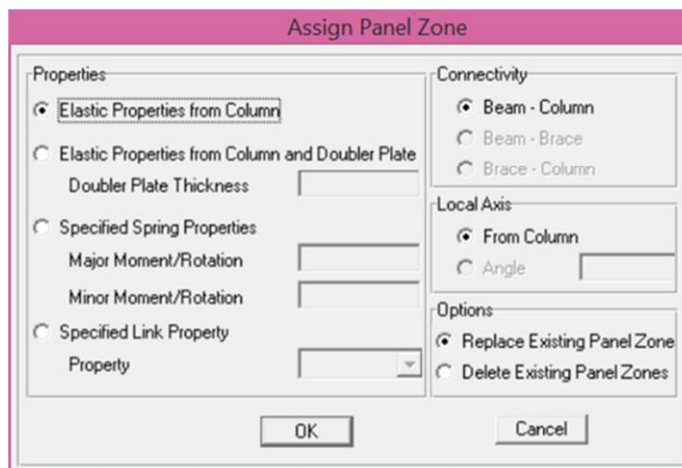 Assign Panel Zone
Properties
Elastic Properties from Column
Elastic Properties from Column and Doubler Plate
Doubler Plate Thickness
Specified Spring Properties
Major Moment/Rotation
Minor Moment/Rotation
Specified Link Property
Property
Connectivity
Beam - Column
Beam - Brace
Brace - Column
Local Axis
From Column
Angle
Options
Replace Existing Panel Zone
Delete Existing Panel Zones
OK
Cancel